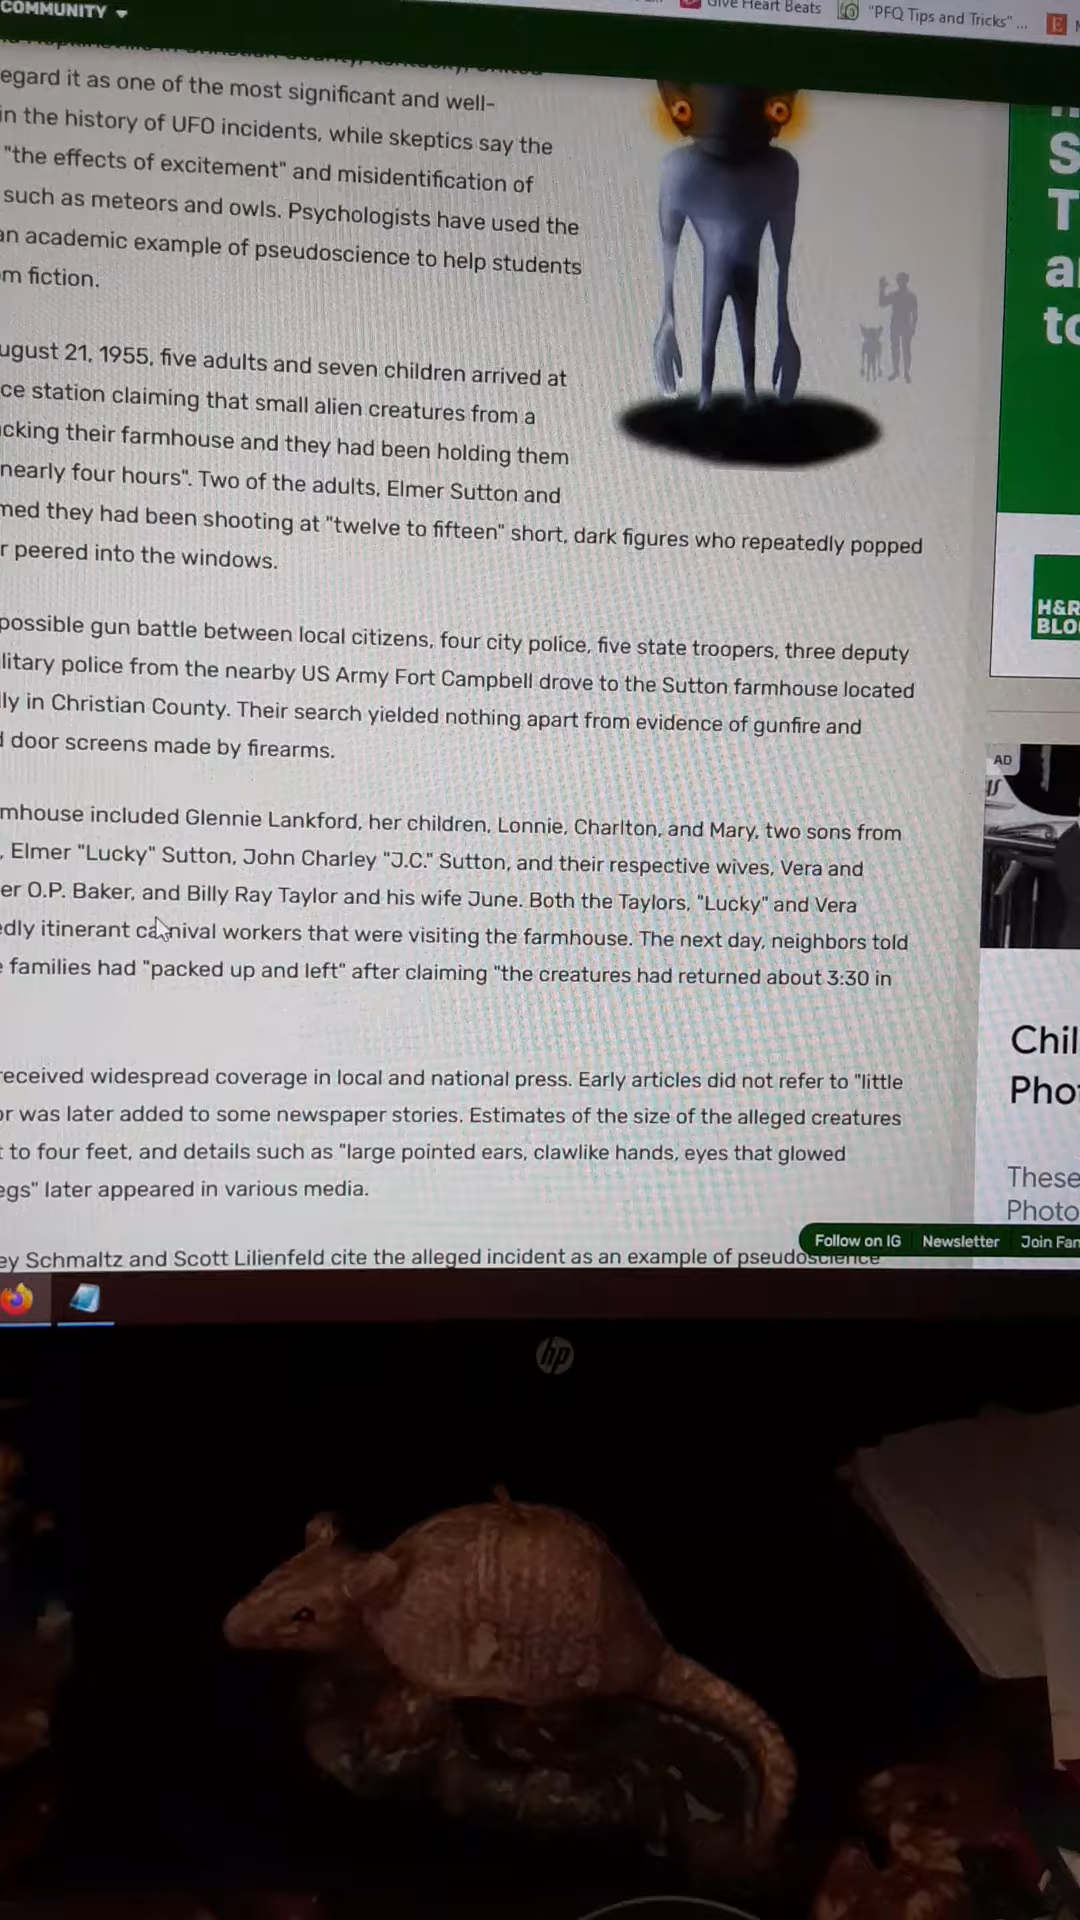 COMMUNITY
Give Heart Beats
"PFQ Tips and Tricks" ...
egard it as one of the most significant and well-
in the history of UFO incidents, while skeptics say the
"the effects of excitement" and misidentification of
such as meteors and owls. Psychologists have used the
an academic example of pseudoscience to help students
m fiction.
ugust 21, 1955, five adults and seven children arrived at
ce station claiming that small alien creatures from a
cking their farmhouse and they had been holding them
nearly four hours". Two of the adults, Elmer Sutton and
med they had been shooting at "twelve to fifteen" short, dark figures who repeatedly popped
r peered into the windows.
possible gun battle between local citizens, four city police, five state troopers, three deputy
litary police from the nearby US Army Fort Campbell drove to the Sutton farmhouse located
lly in Christian County. Their search yielded nothing apart from evidence of gunfire and
d door screens made by firearms.
mhouse included Glennie Lankford, her children, Lonnie, Charlton, and Mary, two sons from
, Elmer "Lucky" Sutton, John Charley "J.C." Sutton, and their respective wives, Vera and
er O.P. Baker, and Billy Ray Taylor and his wife June. Both the Taylors, "Lucky" and Vera
edly itinerant carnival workers that were visiting the farmhouse. The next day, neighbors told
e families had "packed up and left" after claiming "the creatures had returned about 3:30 in
received widespread coverage in local and national press. Early articles did not refer to "little
or was later added to some newspaper stories. Estimates of the size of the alleged creatures
t to four feet, and details such as "large pointed ears, clawlike hands, eyes that glowed
egs" later appeared in various media.
ey Schmaltz and Scott Lilienfeld cite the alleged incident as an example of pseudoscience
S
T
a
to
H&R
BLO
AD
Chil
Pho
These
Photo
Follow on IG Newsletter Join Fan
hp